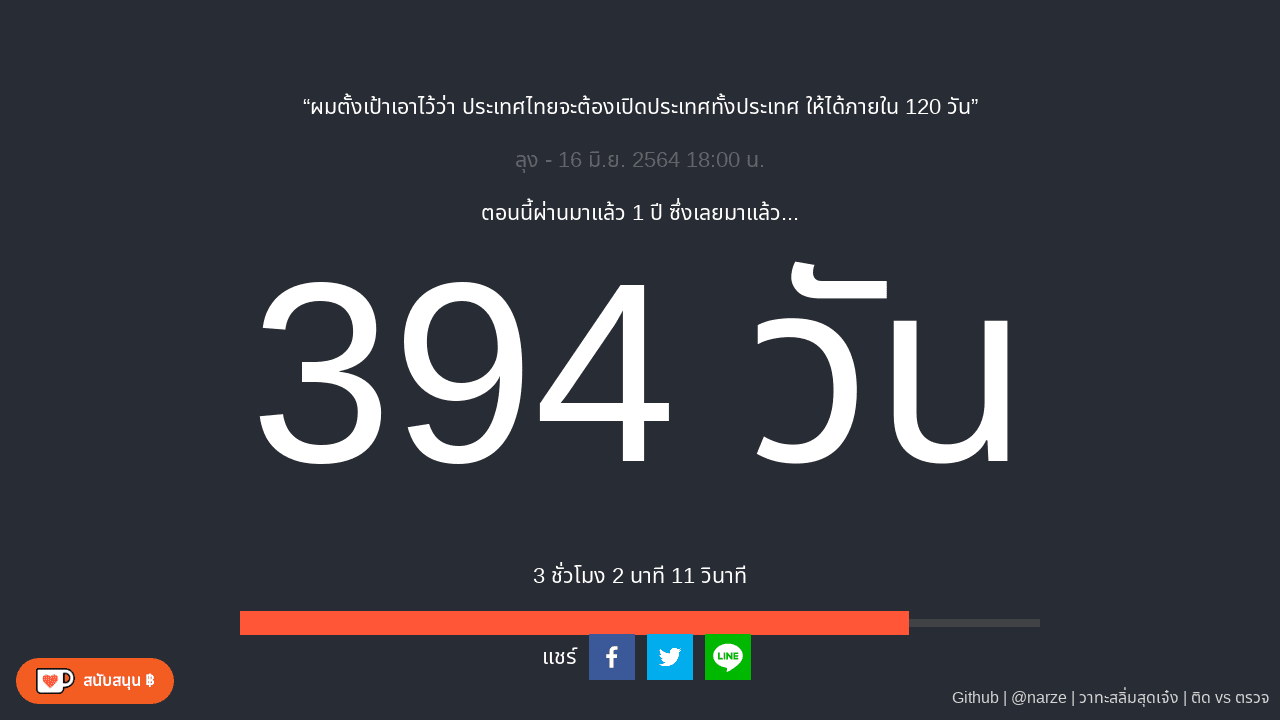 “ผมตั้งเป้าเอาไว้ว่า ประเทศไทยจะต้องเปิดประเทศทั้งประเทศ ให้ได้ภายใน 120 วัน”
ลุง - 16 มิ.ย. 2564 18:00 น.
ตอนนี้ผ่านมาแล้ว 1 ปี ซึ่งเลยมาแล้ว...
394 วัน
3 ชั่วโมง 2 นาที 11 วินาที
แชร์
LINE
สนับสนุน ฿
Github | @narze | วาทะสลิ่มสุดเจ๋ง | ติด vs ตรวจ